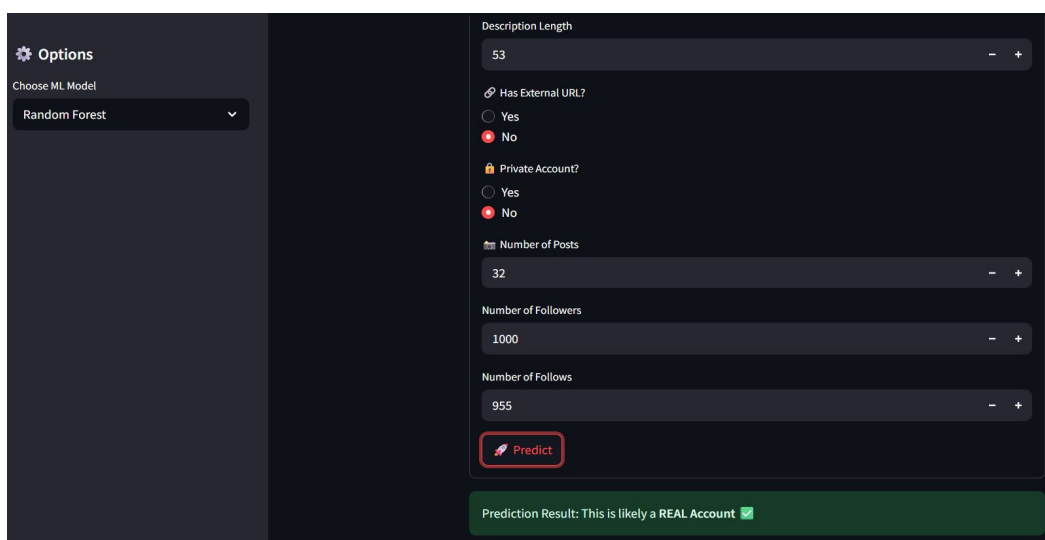 ⚙️ Options
Choose ML Model
Random Forest
Description Length
53
🔗 Has External URL?
Yes
No
🔒 Private Account?
Yes
No
📸 Number of Posts
32
Number of Followers
1000
Number of Follows
955
🚀 Predict
Prediction Result: This is likely a REAL Account ✅